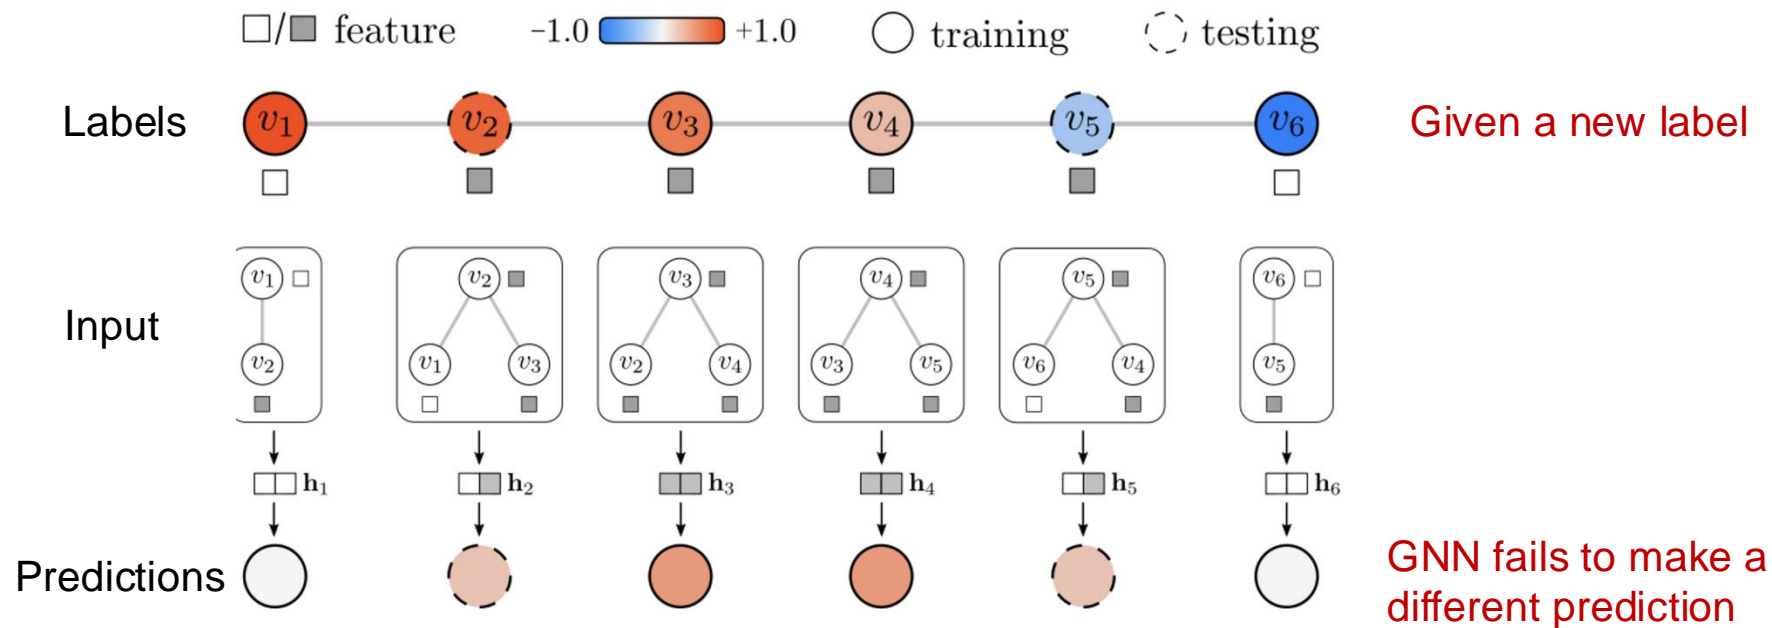 □/■ feature −1.0 +1.0 training testing
Labels v1 v2 v3 v4 v5 v6 Given a new label
v1 v2 v3 v4 v5 v6
Input
v2 v1 v3 v2 v4 v3 v5 v6 v4 v5
h1 h2 h3 h4 h5 h6
Predictions GNN fails to make a
different prediction